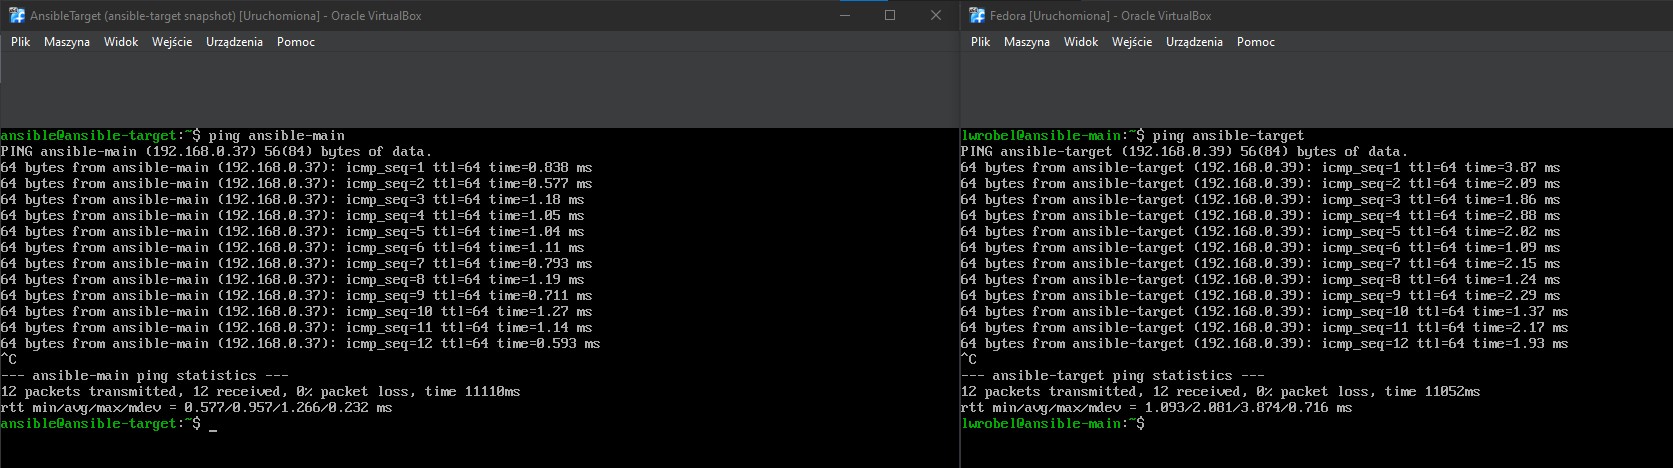 AnsibleTarget (ansible-target snapshot) [Uruchomiona] - Oracle VirtualBox
Plik Maszyna Widok Wejście Urządzenia Pomoc
ansible@ansible-target:~$ ping ansible-main
PING ansible-main (192.168.0.37) 56(84) bytes of data.
64 bytes from ansible-main (192.168.0.37): icmp_seq=1 ttl=64 time=0.838 ms
64 bytes from ansible-main (192.168.0.37): icmp_seq=2 ttl=64 time=0.577 ms
64 bytes from ansible-main (192.168.0.37): icmp_seq=3 ttl=64 time=1.18 ms
64 bytes from ansible-main (192.168.0.37): icmp_seq=4 ttl=64 time=1.05 ms
64 bytes from ansible-main (192.168.0.37): icmp_seq=5 ttl=64 time=1.04 ms
64 bytes from ansible-main (192.168.0.37): icmp_seq=6 ttl=64 time=1.11 ms
64 bytes from ansible-main (192.168.0.37): icmp_seq=7 ttl=64 time=0.793 ms
64 bytes from ansible-main (192.168.0.37): icmp_seq=8 ttl=64 time=1.19 ms
64 bytes from ansible-main (192.168.0.37): icmp_seq=9 ttl=64 time=0.711 ms
64 bytes from ansible-main (192.168.0.37): icmp_seq=10 ttl=64 time=1.27 ms
64 bytes from ansible-main (192.168.0.37): icmp_seq=11 ttl=64 time=1.14 ms
64 bytes from ansible-main (192.168.0.37): icmp_seq=12 ttl=64 time=0.593 ms
^C
--- ansible-main ping statistics ---
12 packets transmitted, 12 received, 0% packet loss, time 11110ms
rtt min/avg/max/mdev = 0.577/0.957/1.266/0.232 ms
ansible@ansible-target:~$ _
Fedora [Uruchomiona] - Oracle VirtualBox
Plik Maszyna Widok Wejście Urządzenia Pomoc
lwrobel@ansible-main:~$ ping ansible-target
PING ansible-target (192.168.0.39) 56(84) bytes of data.
64 bytes from ansible-target (192.168.0.39): icmp_seq=1 ttl=64 time=3.87 ms
64 bytes from ansible-target (192.168.0.39): icmp_seq=2 ttl=64 time=2.09 ms
64 bytes from ansible-target (192.168.0.39): icmp_seq=3 ttl=64 time=1.86 ms
64 bytes from ansible-target (192.168.0.39): icmp_seq=4 ttl=64 time=2.88 ms
64 bytes from ansible-target (192.168.0.39): icmp_seq=5 ttl=64 time=2.02 ms
64 bytes from ansible-target (192.168.0.39): icmp_seq=6 ttl=64 time=1.09 ms
64 bytes from ansible-target (192.168.0.39): icmp_seq=7 ttl=64 time=2.15 ms
64 bytes from ansible-target (192.168.0.39): icmp_seq=8 ttl=64 time=1.24 ms
64 bytes from ansible-target (192.168.0.39): icmp_seq=9 ttl=64 time=2.29 ms
64 bytes from ansible-target (192.168.0.39): icmp_seq=10 ttl=64 time=1.37 ms
64 bytes from ansible-target (192.168.0.39): icmp_seq=11 ttl=64 time=2.17 ms
64 bytes from ansible-target (192.168.0.39): icmp_seq=12 ttl=64 time=1.93 ms
^C
--- ansible-target ping statistics ---
12 packets transmitted, 12 received, 0% packet loss, time 11052ms
rtt min/avg/max/mdev = 1.093/2.081/3.874/0.716 ms
lwrobel@ansible-main:~$